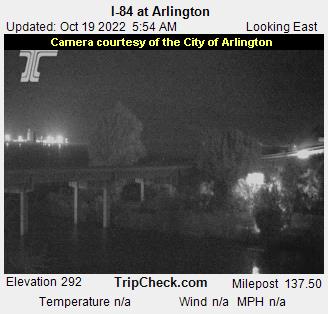 I-84 at Arlington
Updated: Oct 19 2022 5:54 AM Looking East
Camera courtesy of the City of Arlington
Elevation 292 TripCheck.com Milepost 137.50
Temperature n/a Wind n/a MPH n/a